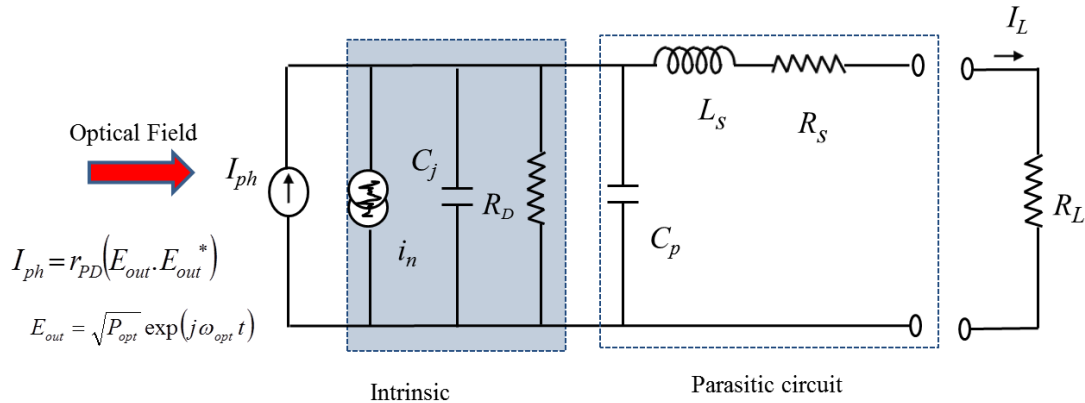 Optical Field
I_ph
I_ph = r_PD(E_out.E_out^*)
E_out = √P_opt exp(jω_opt t)
i_n
C_j
R_D
C_p
L_s
R_s
I_L
R_L
Intrinsic
Parasitic circuit